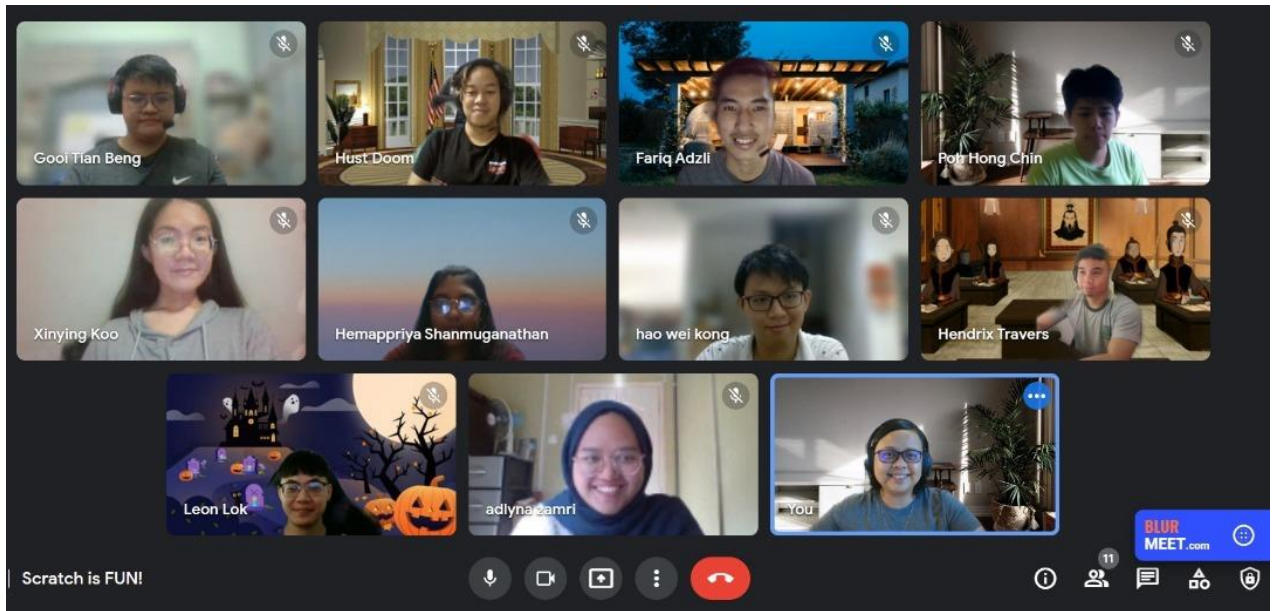 Gooi Tian Beng
Hust Doom
Fariq Adzli
Poh Hong Chin
Xinying Koo
Hemappriya Shanmuganathan
hao wei kong
Hendrix Travers
Leon Lok
adlyna zamri
You
BLUR
MEET.com
Scratch is FUN!
11